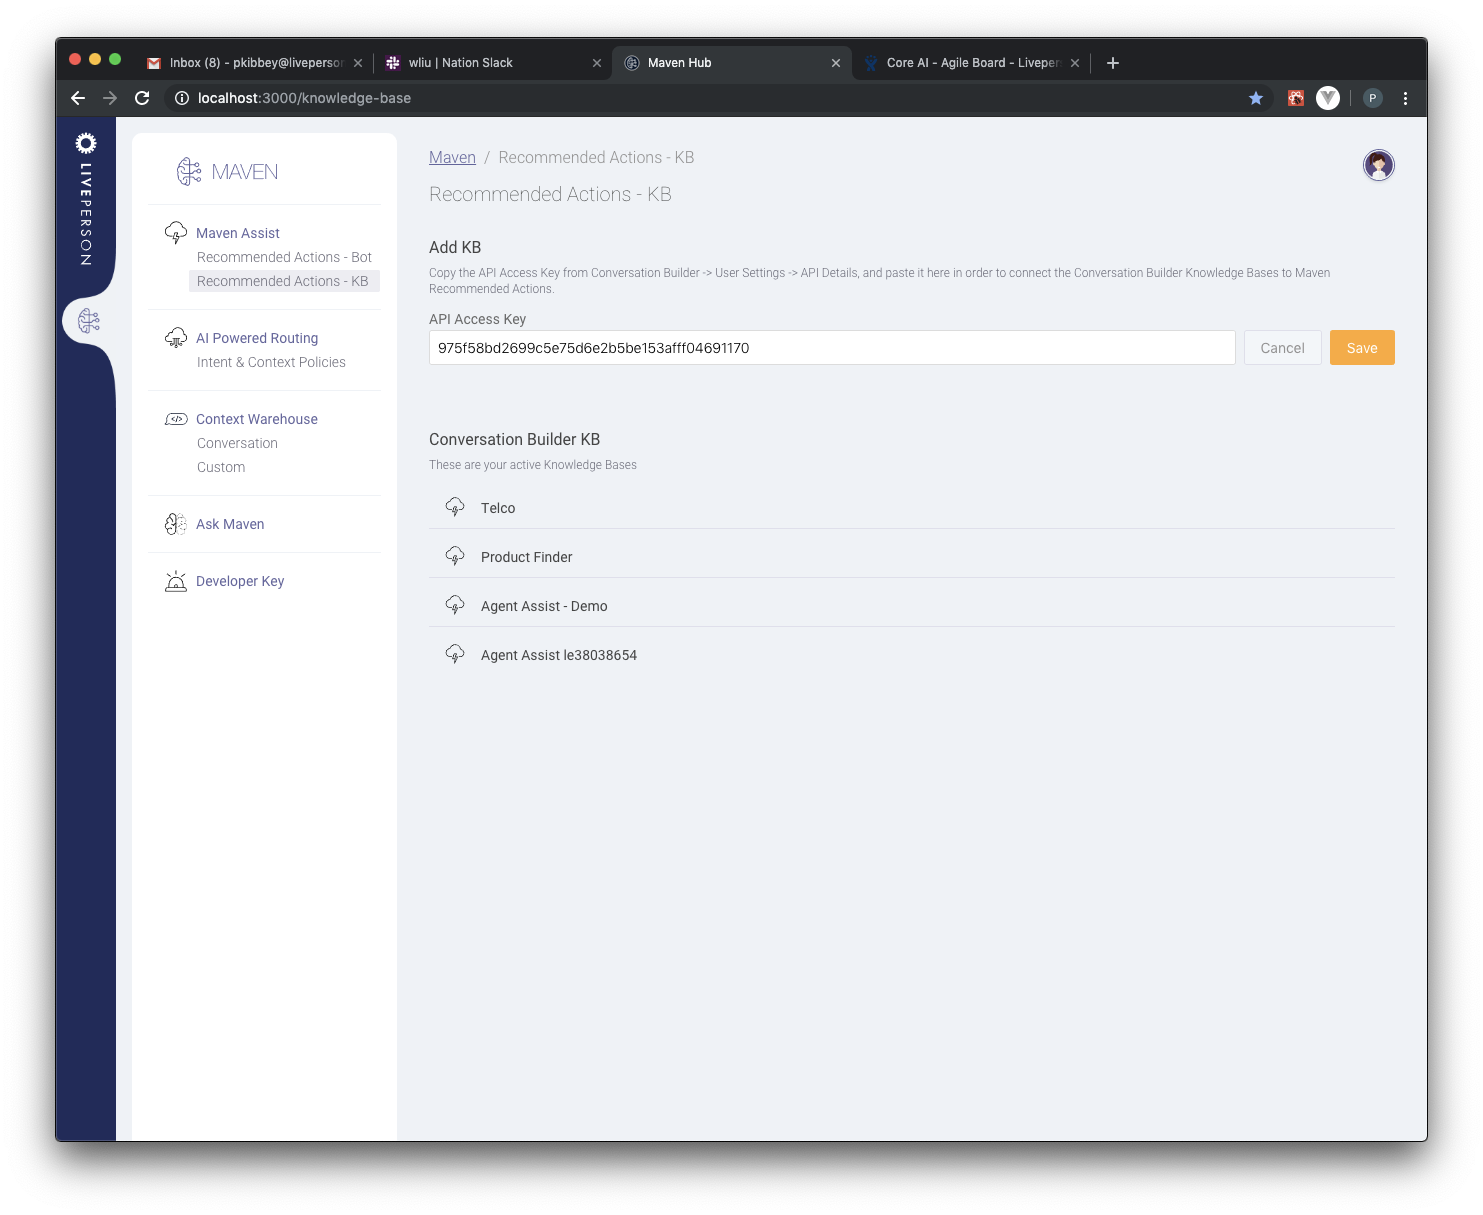 Inbox (8) - pkibbey@liveperson
wliu | Nation Slack
Maven Hub
Core AI - Agile Board - Livepers
localhost:3000/knowledge-base
P
LIVEPERSON
MAVEN
Maven Assist
Recommended Actions - Bot
Recommended Actions - KB
AI Powered Routing
Intent & Context Policies
Context Warehouse
Conversation
Custom
Ask Maven
Developer Key
Maven / Recommended Actions - KB
Recommended Actions - KB
Add KB
Copy the API Access Key from Conversation Builder -> User Settings -> API Details, and paste it here in order to connect the Conversation Builder Knowledge Bases to Maven
Recommended Actions.
API Access Key
975f58bd2699c5e75d6e2b5be153afff04691170
Cancel
Save
Conversation Builder KB
These are your active Knowledge Bases
Telco
Product Finder
Agent Assist - Demo
Agent Assist le38038654